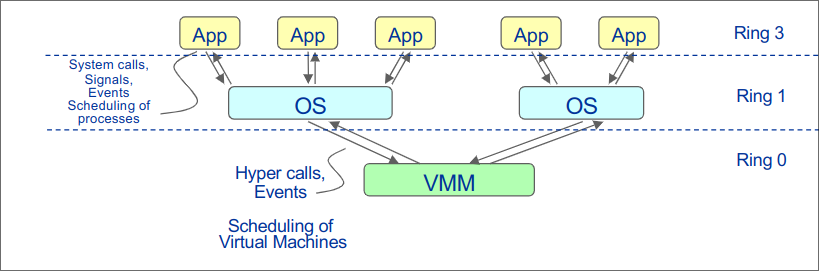 App App App App App Ring 3
System calls,
Signals,
Events
Scheduling of
processes
OS OS Ring 1
Ring 0
Hyper calls,
Events
VMM
Scheduling of
Virtual Machines